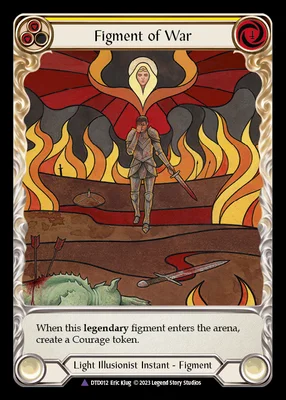 Figment of War
When this legendary figment enters the arena,
create a Courage token.
Light Illusionist Instant - Figment
DTD012 Eric Klug © 2023 Legend Story Studios